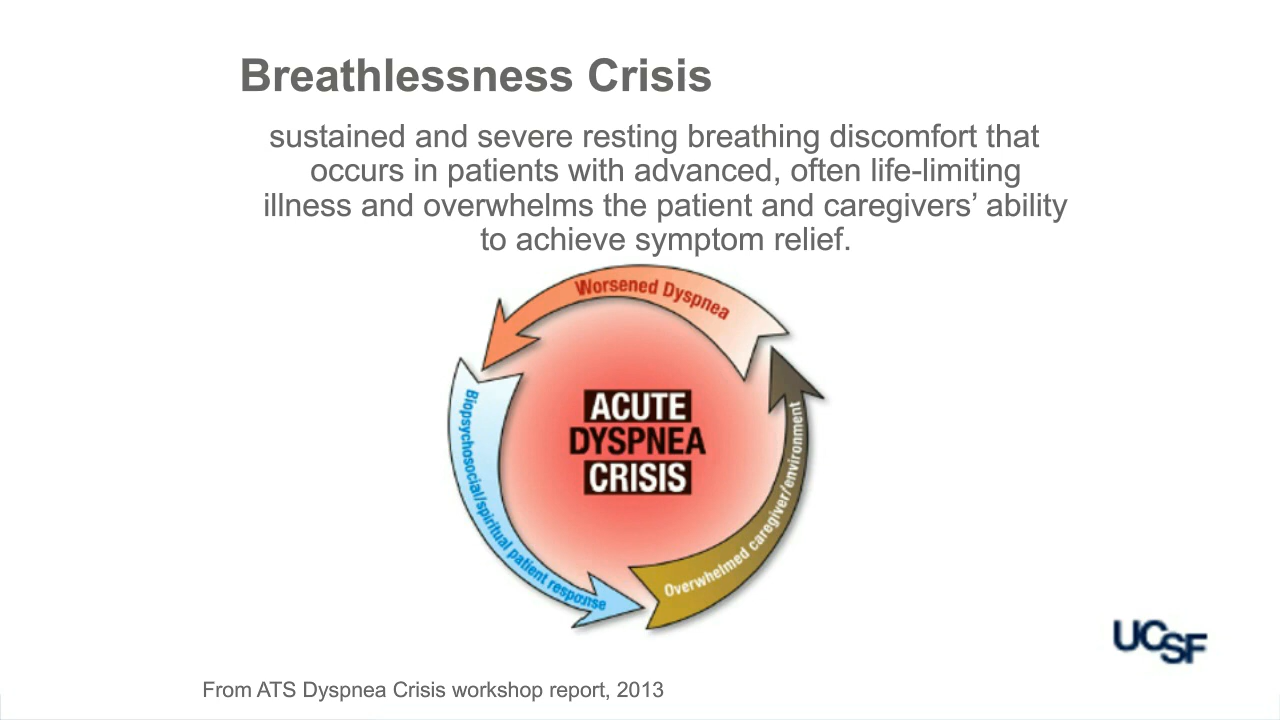 Breathlessness Crisis
sustained and severe resting breathing discomfort that
occurs in patients with advanced, often life-limiting
illness and overwhelms the patient and caregivers’ ability
to achieve symptom relief.
Worsened Dyspnea
ACUTE
DYSPNEA
CRISIS
Biopsychosocial/spiritual patient response
Overwhelmed caregiver/environment
UCSF
From ATS Dyspnea Crisis workshop report, 2013